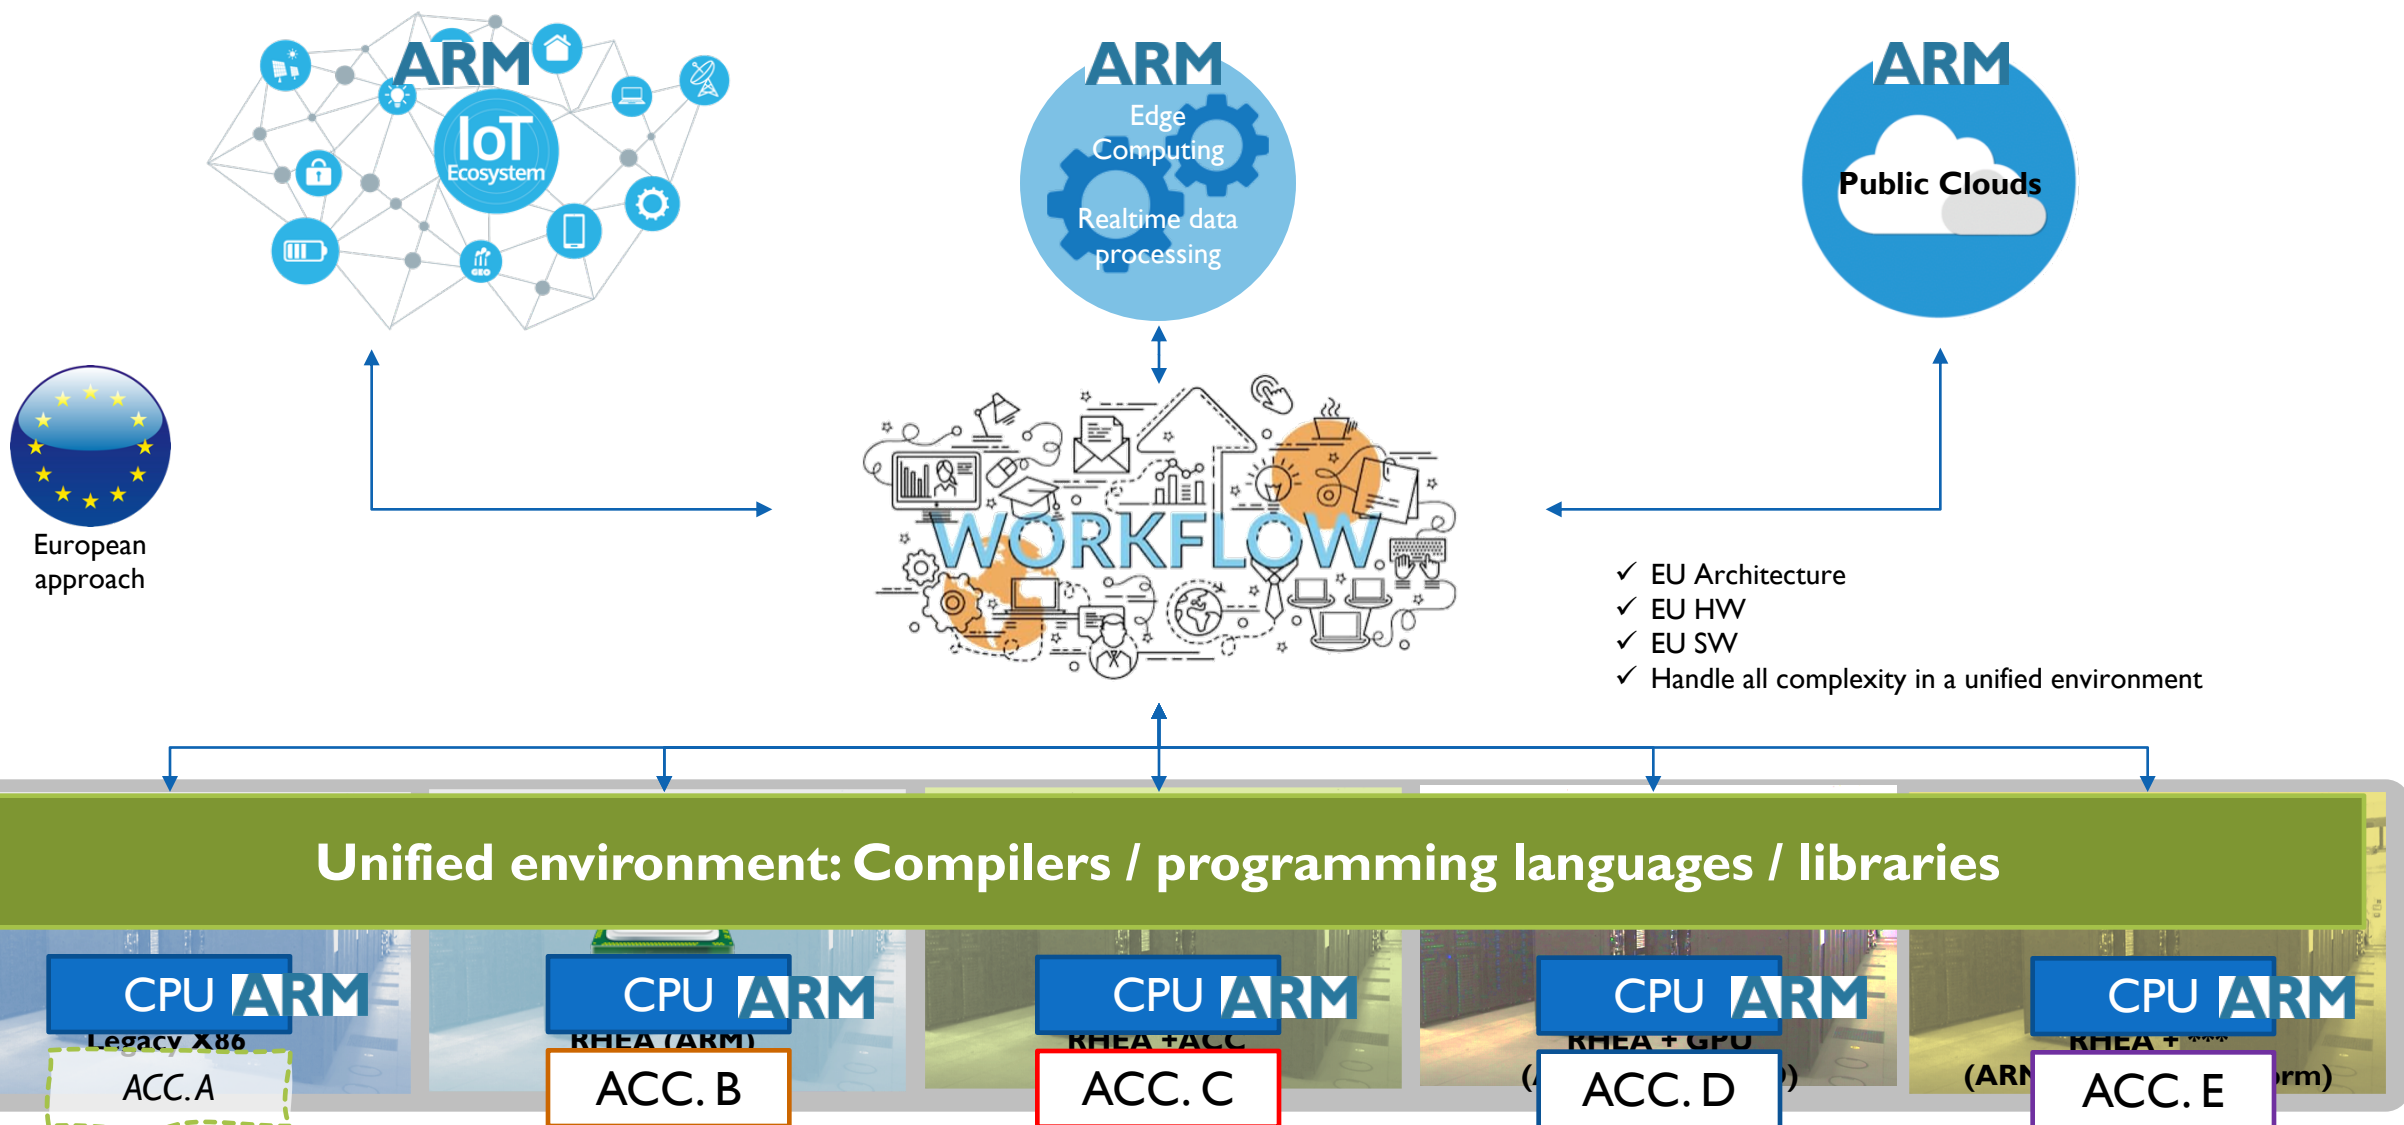 ARM
IoT
Ecosystem
GEO
ARM
Edge
Computing
Realtime data
processing
ARM
Public Clouds
European
approach
WORKFLOW
✓ EU Architecture
✓ EU HW
✓ EU SW
✓ Handle all complexity in a unified environment
Unified environment: Compilers / programming languages / libraries
CPU ARM
Legacy X86
ACC. A
CPU ARM
RHEA (ARM)
ACC. B
CPU ARM
RHEA +ACC
ACC. C
CPU ARM
RHEA + GPU
( )
ACC. D
CPU ARM
RHEA + ***
ACC. E